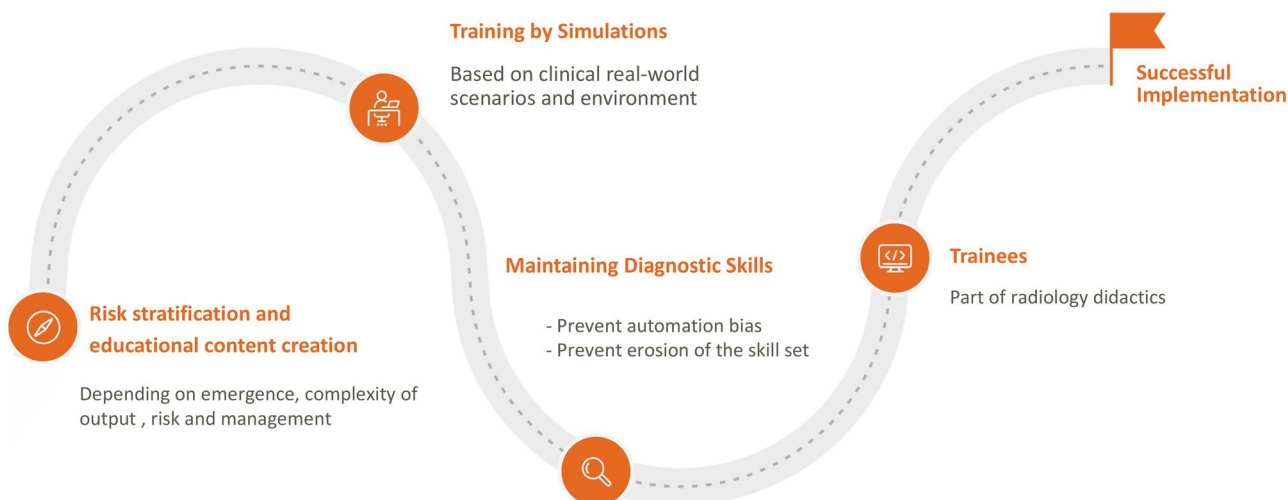 Risk stratification and
educational content creation
Depending on emergence, complexity of
output , risk and management
Training by Simulations
Based on clinical real-world
scenarios and environment
Maintaining Diagnostic Skills
- Prevent automation bias
- Prevent erosion of the skill set
Trainees
Part of radiology didactics
Successful
Implementation